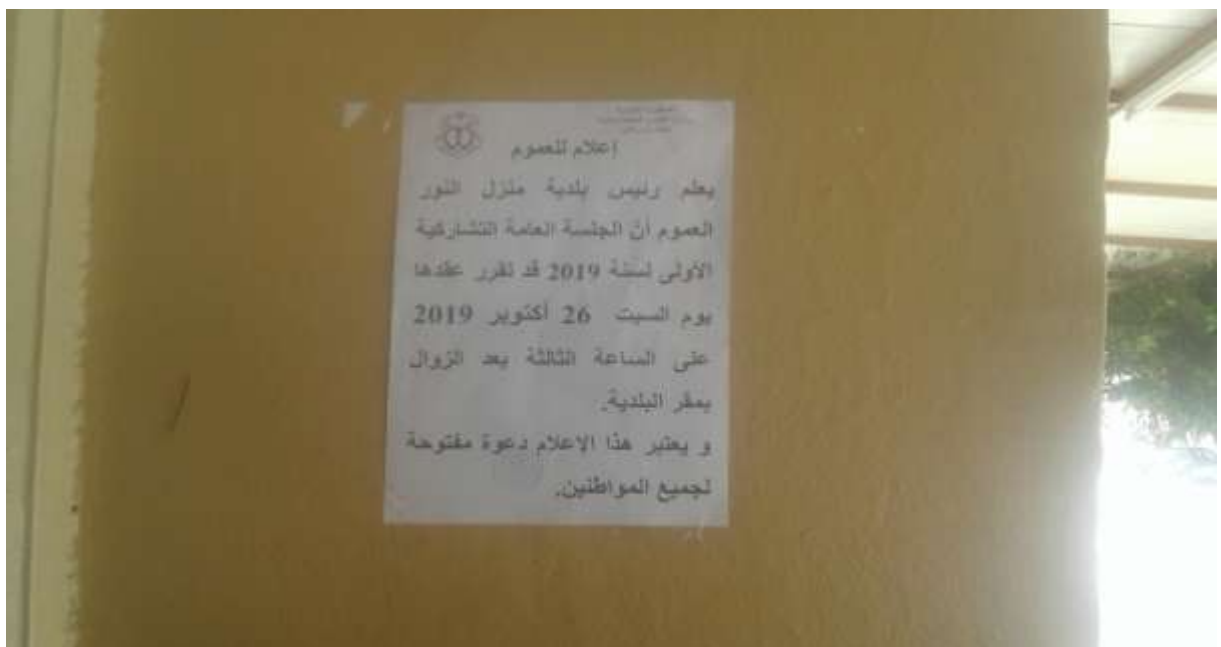 إعلام للعموم
يعلم رئيس بلدية منزل النور
العموم أن الجلسة العامة التشاركية
الأولى لسنة 2019 قد تقرر عقدها
يوم السبت 26 أكتوبر 2019
على الساعة الثالثة بعد الزوال
بمقر البلدية.
و يعتبر هذا الإعلام دعوة مفتوحة
لجميع المواطنين.